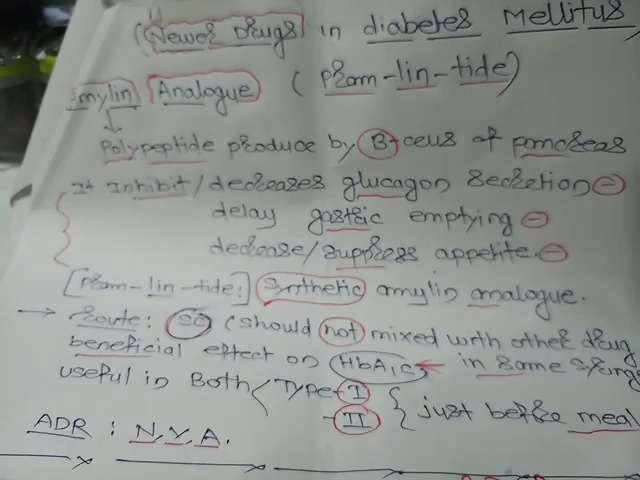 (Newer Drugs) in diabetes Mellitus
Amylin Analogue (Pram-lin-tide)
↓
Polypeptide produce by B-cells of pancreas
It Inhibit/decreases glucagon secretion ⊖
delay gastric emptying ⊖
decrease/suppress appetite. ⊖
[Pram-lin-tide:] Synthetic amylin analogue.
→ Route: SC (should not mixed with other drug
beneficial effect on HbA1c ← in same syringe
useful in Both < Type-I
-II { just before meal
ADR : N.V.A.